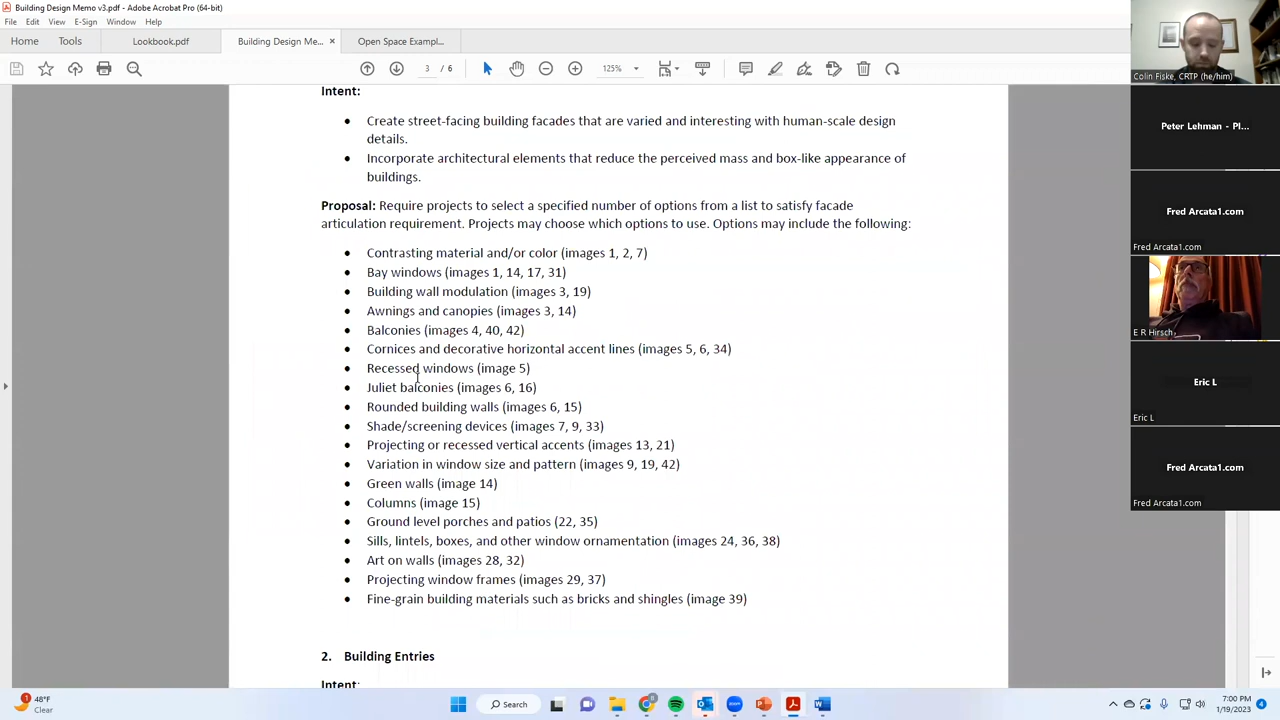 Building Design Memo v3.pdf - Adobe Acrobat Pro (64-bit)
File Edit View E-Sign Window Help
Home Tools Lookbook.pdf Building Design Me... × Open Space Exampl...
3 / 6 125%
Intent:
• Create street-facing building facades that are varied and interesting with human-scale design
details.
• Incorporate architectural elements that reduce the perceived mass and box-like appearance of
buildings.
Proposal: Require projects to select a specified number of options from a list to satisfy facade
articulation requirement. Projects may choose which options to use. Options may include the following:
• Contrasting material and/or color (images 1, 2, 7)
• Bay windows (images 1, 14, 17, 31)
• Building wall modulation (images 3, 19)
• Awnings and canopies (images 3, 14)
• Balconies (images 4, 40, 42)
• Cornices and decorative horizontal accent lines (images 5, 6, 34)
• Recessed windows (image 5)
• Juliet balconies (images 6, 16)
• Rounded building walls (images 6, 15)
• Shade/screening devices (images 7, 9, 33)
• Projecting or recessed vertical accents (images 13, 21)
• Variation in window size and pattern (images 9, 19, 42)
• Green walls (image 14)
• Columns (image 15)
• Ground level porches and patios (22, 35)
• Sills, lintels, boxes, and other window ornamentation (images 24, 36, 38)
• Art on walls (images 28, 32)
• Projecting window frames (images 29, 37)
• Fine-grain building materials such as bricks and shingles (image 39)
2. Building Entries
Intent:
Colin Fiske, CRTP (he/him)
Peter Lehman - Pl...
Fred Arcata1.com
Fred Arcata1.com
E R Hirsch
Eric L
Eric L
Fred Arcata1.com
Fred Arcata1.com
1
48°F
Clear
Search
7:00 PM
1/19/2023
4